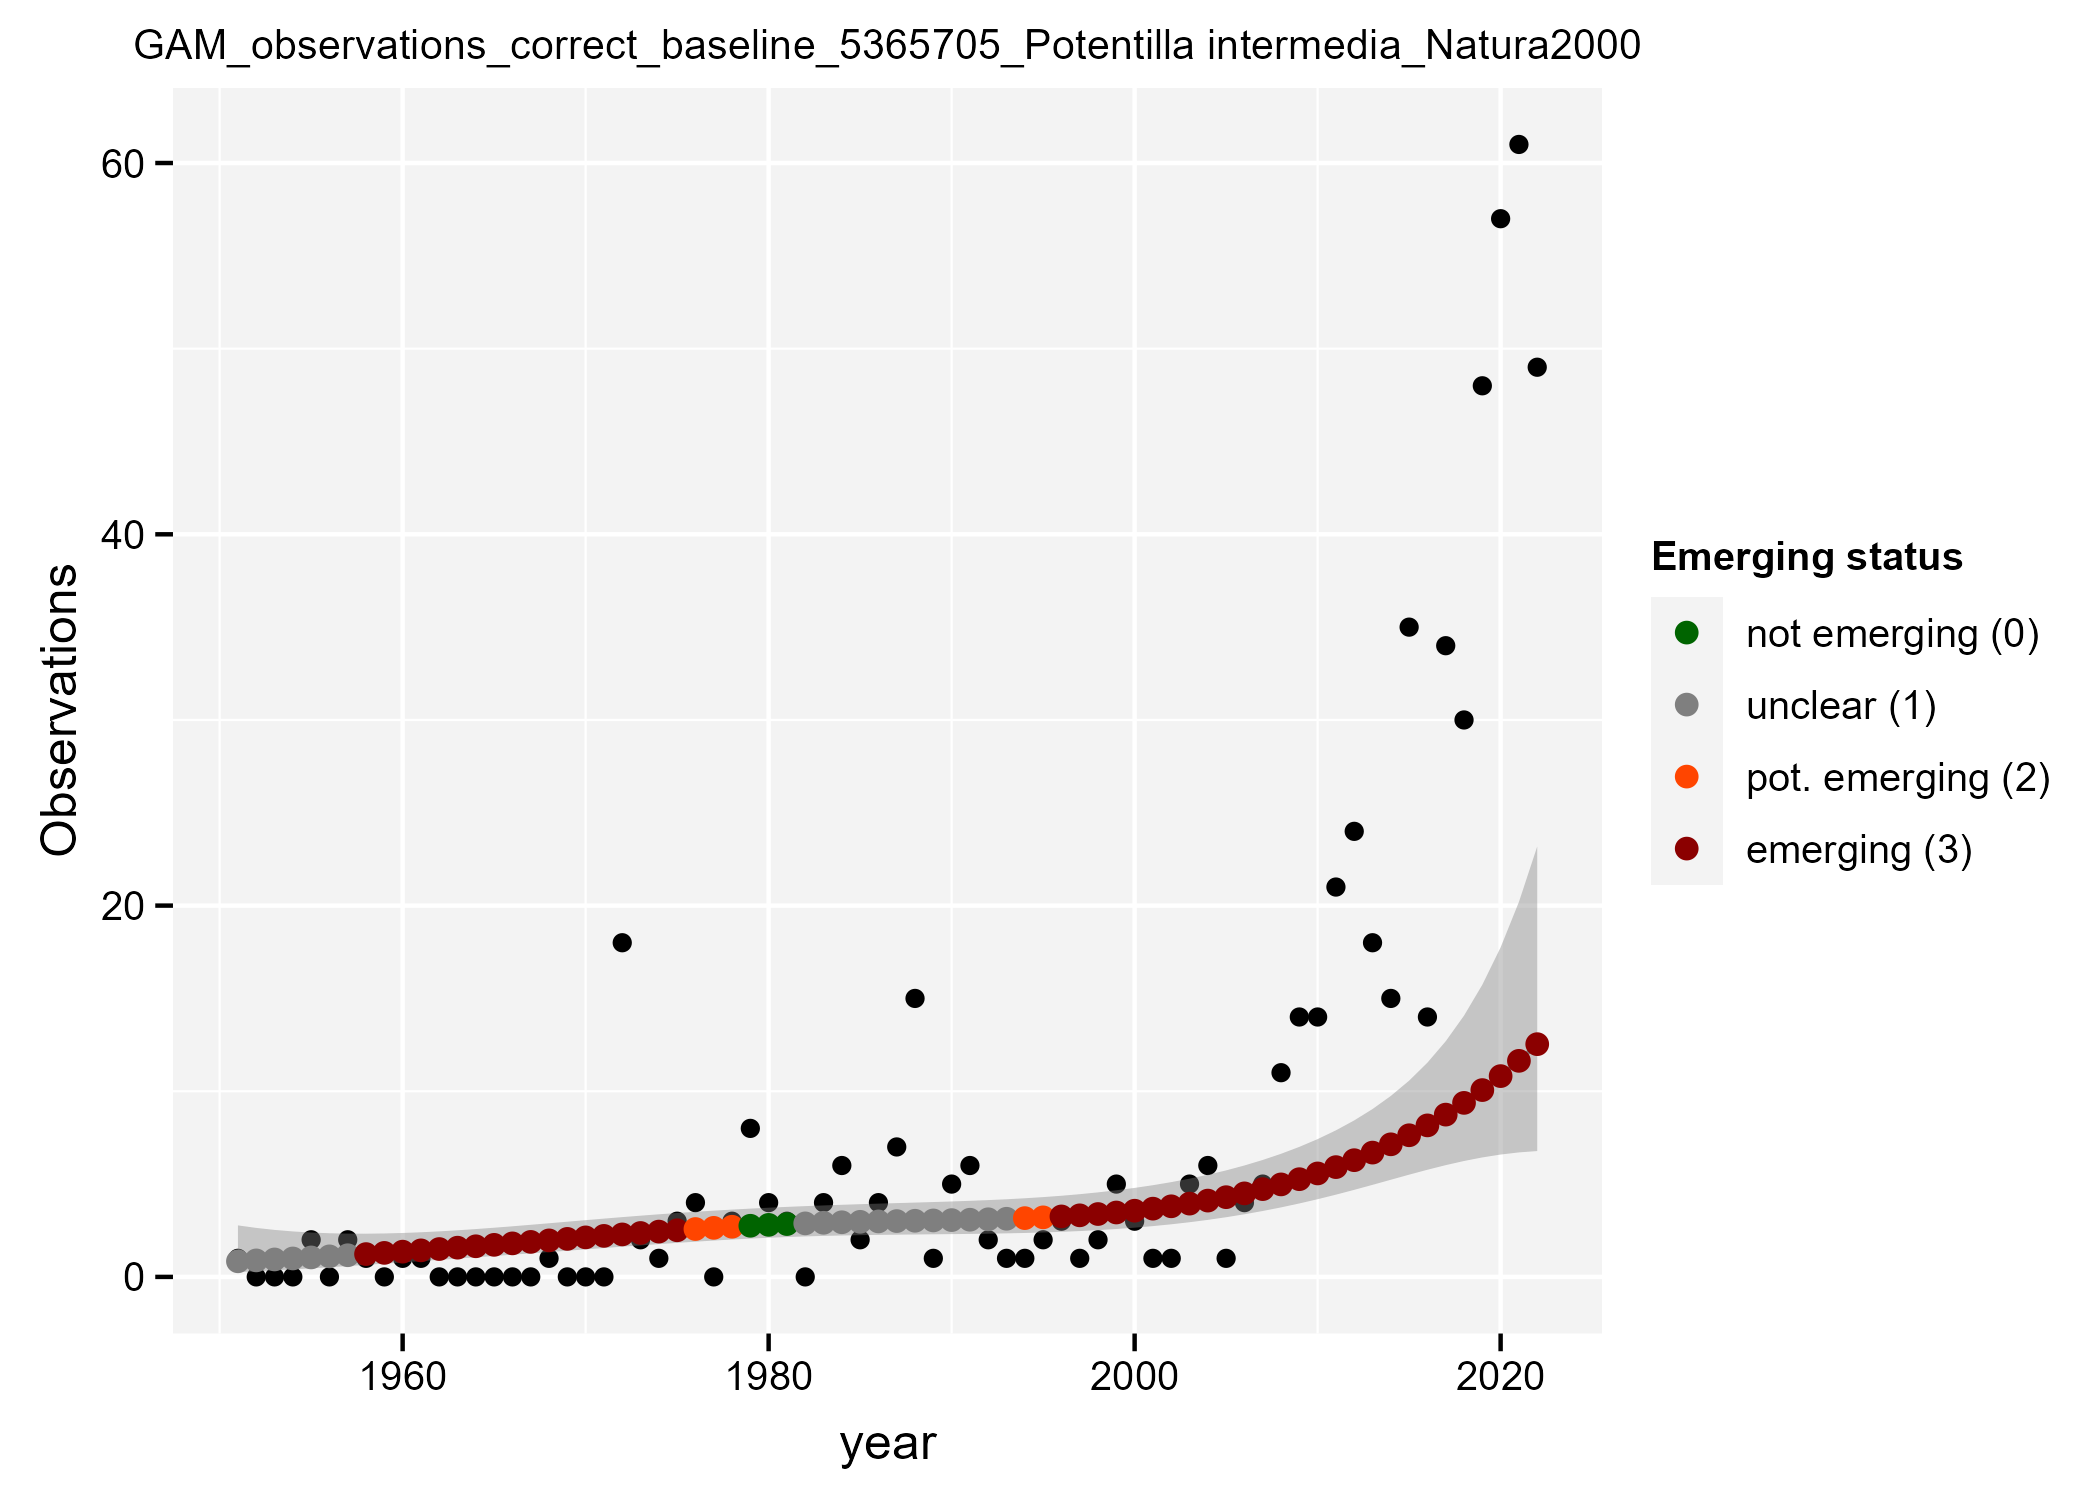 GAM_observations_correct_baseline_5365705_Potentilla intermedia_Natura2000
60
40
20
0
Observations
1960
1980
2000
2020
year
Emerging status
not emerging (0)
unclear (1)
pot. emerging (2)
emerging (3)